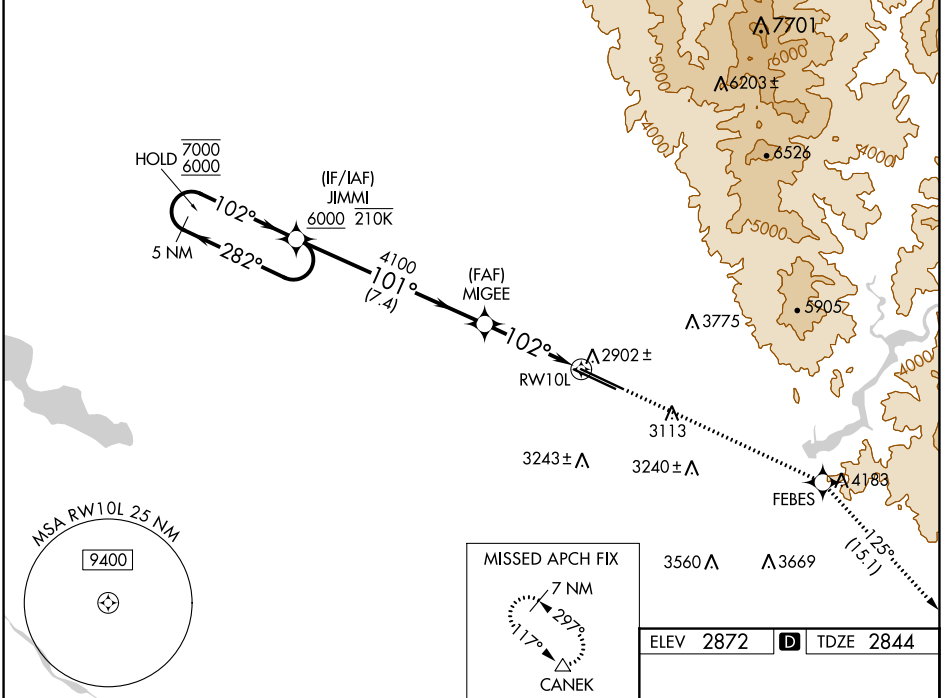 7701
6000
5000
6203±
4000
6526
4000
5000
HOLD 7000
6000
(IF/IAF)
JIMMI
6000 210K
102°
5 NM
282°
4100
101°
(7.4)
(FAF)
MIGEE
102°
5905
3775
4000
2902±
RW10L
3113
3243±
3240±
4183
FEBES
125°
(15.1)
MSA RW10L 25 NM
9400
MISSED APCH FIX
7 NM
297°
117°
CANEK
3560
3669
ELEV 2872 D TDZE 2844